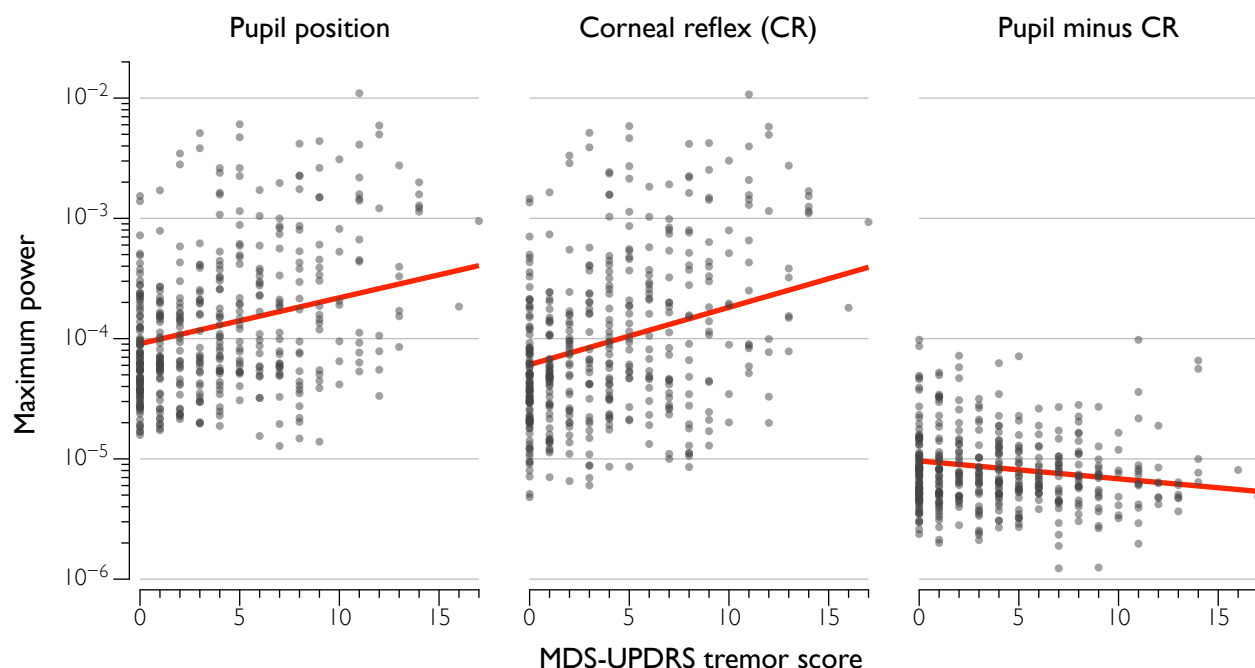 Pupil position Corneal reflex (CR) Pupil minus CR
Maximum power
10⁻²
10⁻³
10⁻⁴
10⁻⁵
10⁻⁶
0 5 10 15 0 5 10 15 0 5 10 15
MDS-UPDRS tremor score